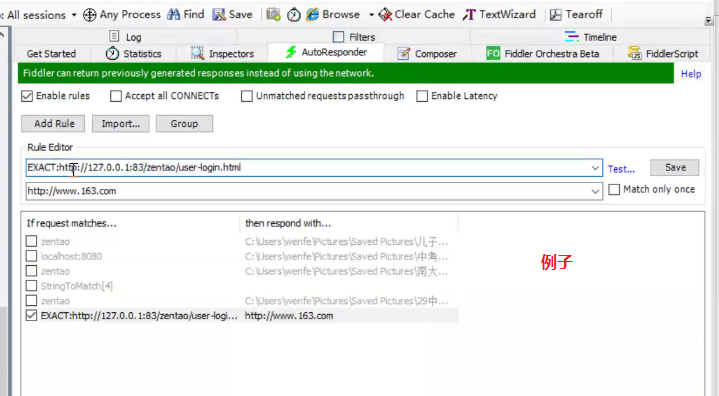 o: All sessions Any Process Find Save Browse Clear Cache TextWizard Tearoff
Log Filters Timeline
Get Started Statistics Inspectors AutoResponder Composer FO Fiddler Orchestra Beta FiddlerScript
Fiddler can return previously generated responses instead of using the network. Help
Enable rules Accept all CONNECTs Unmatched requests passthrough Enable Latency
Add Rule Import... Group
Rule Editor
EXACT:http://127.0.0.1:83/zentao/user-login.html Test... Save
http://www.163.com Match only once
If request matches... then respond with...
zentao C:\Users\wenfe\Pictures\Saved Pictures\儿子...
localhost:8080 C:\Users\wenfe\Pictures\Saved Pictures\中考...
例子
zentao C:\Users\wenfe\Pictures\Saved Pictures\南大...
StringToMatch[4]
zentao C:\Users\wenfe\Pictures\Saved Pictures\29中...
EXACT:http://127.0.0.1:83/zentao/user-logi... http://www.163.com